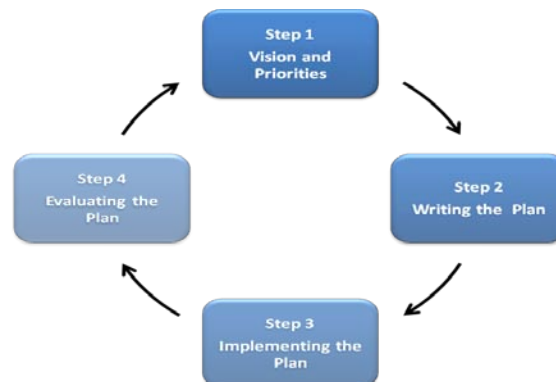 Step 1
Vision and
Priorities
Step 2
Writing the Plan
Step 3
Implementing the
Plan
Step 4
Evaluating the
Plan